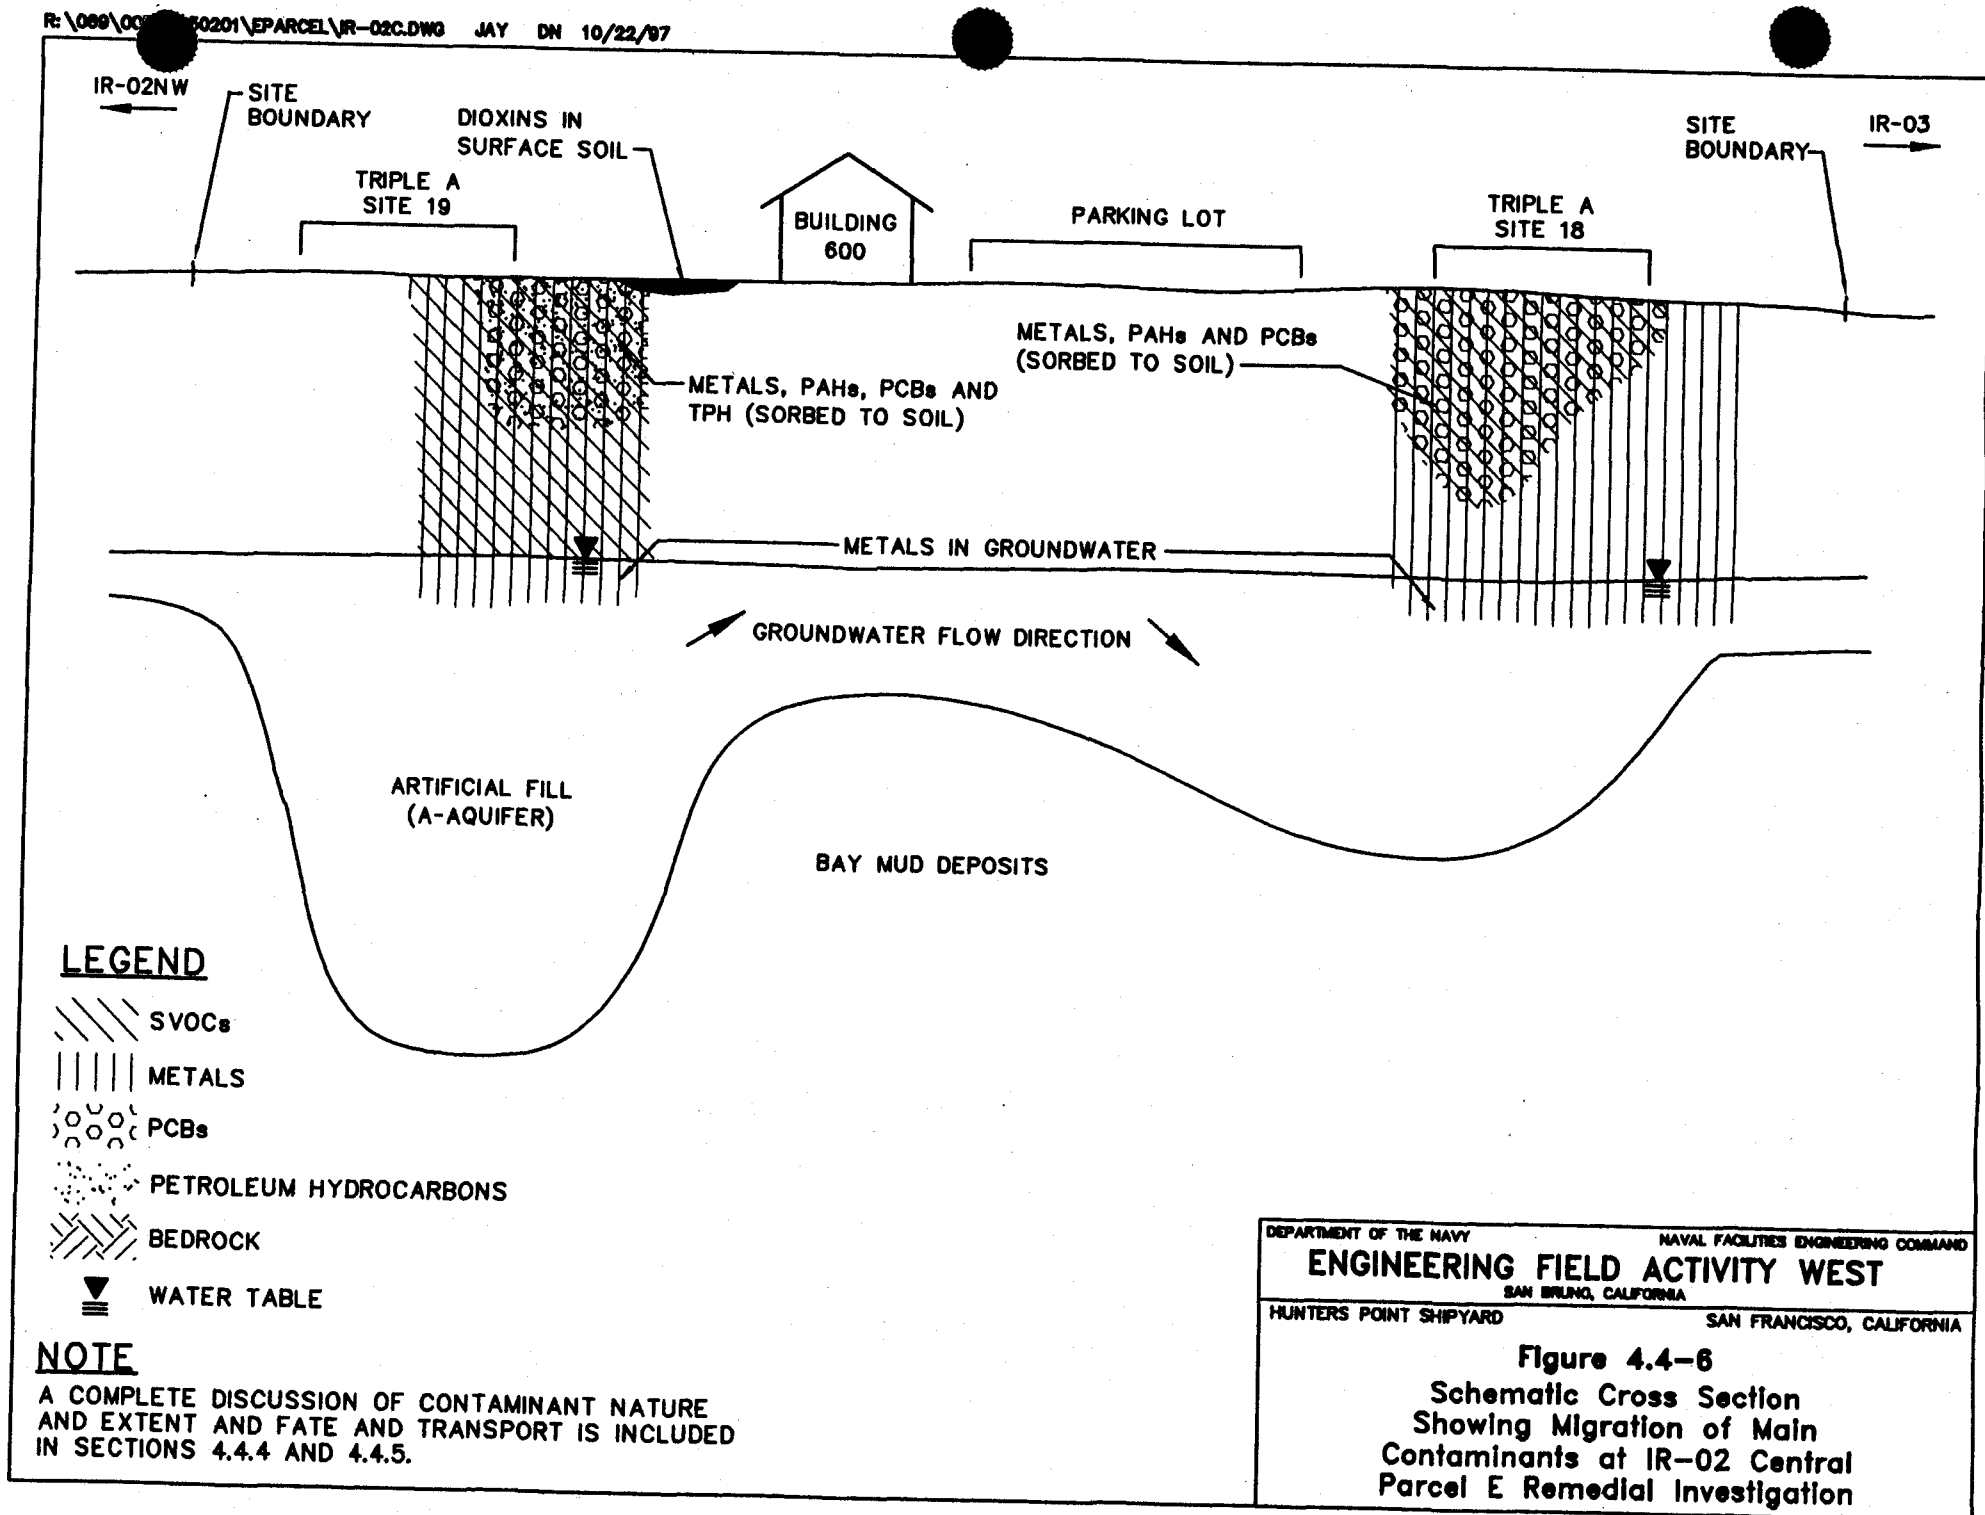 50201\EPARCEL\IR-02C.DWG JAY DN 10/22/97
IR-02NW
SITE
BOUNDARY
DIOXINS IN
SURFACE SOIL
SITE
BOUNDARY
IR-03
TRIPLE A
SITE 19
BUILDING
600
PARKING LOT
TRIPLE A
SITE 18
METALS, PAHs AND PCBs
(SORBED TO SOIL)
METALS, PAHs, PCBs AND
TPH (SORBED TO SOIL)
METALS IN GROUNDWATER
GROUNDWATER FLOW DIRECTION
ARTIFICIAL FILL
(A-AQUIFER)
BAY MUD DEPOSITS
LEGEND
SVOCs
METALS
PCBs
PETROLEUM HYDROCARBONS
BEDROCK
WATER TABLE
NOTE
A COMPLETE DISCUSSION OF CONTAMINANT NATURE
AND EXTENT AND FATE AND TRANSPORT IS INCLUDED
IN SECTIONS 4.4.4 AND 4.4.5.
DEPARTMENT OF THE NAVY NAVAL FACILITIES ENGINEERING COMMAND
ENGINEERING FIELD ACTIVITY WEST
SAN BRUNO, CALIFORNIA
HUNTERS POINT SHIPYARD SAN FRANCISCO, CALIFORNIA
Figure 4.4-6
Schematic Cross Section
Showing Migration of Main
Contaminants at IR-02 Central
Parcel E Remedial Investigation